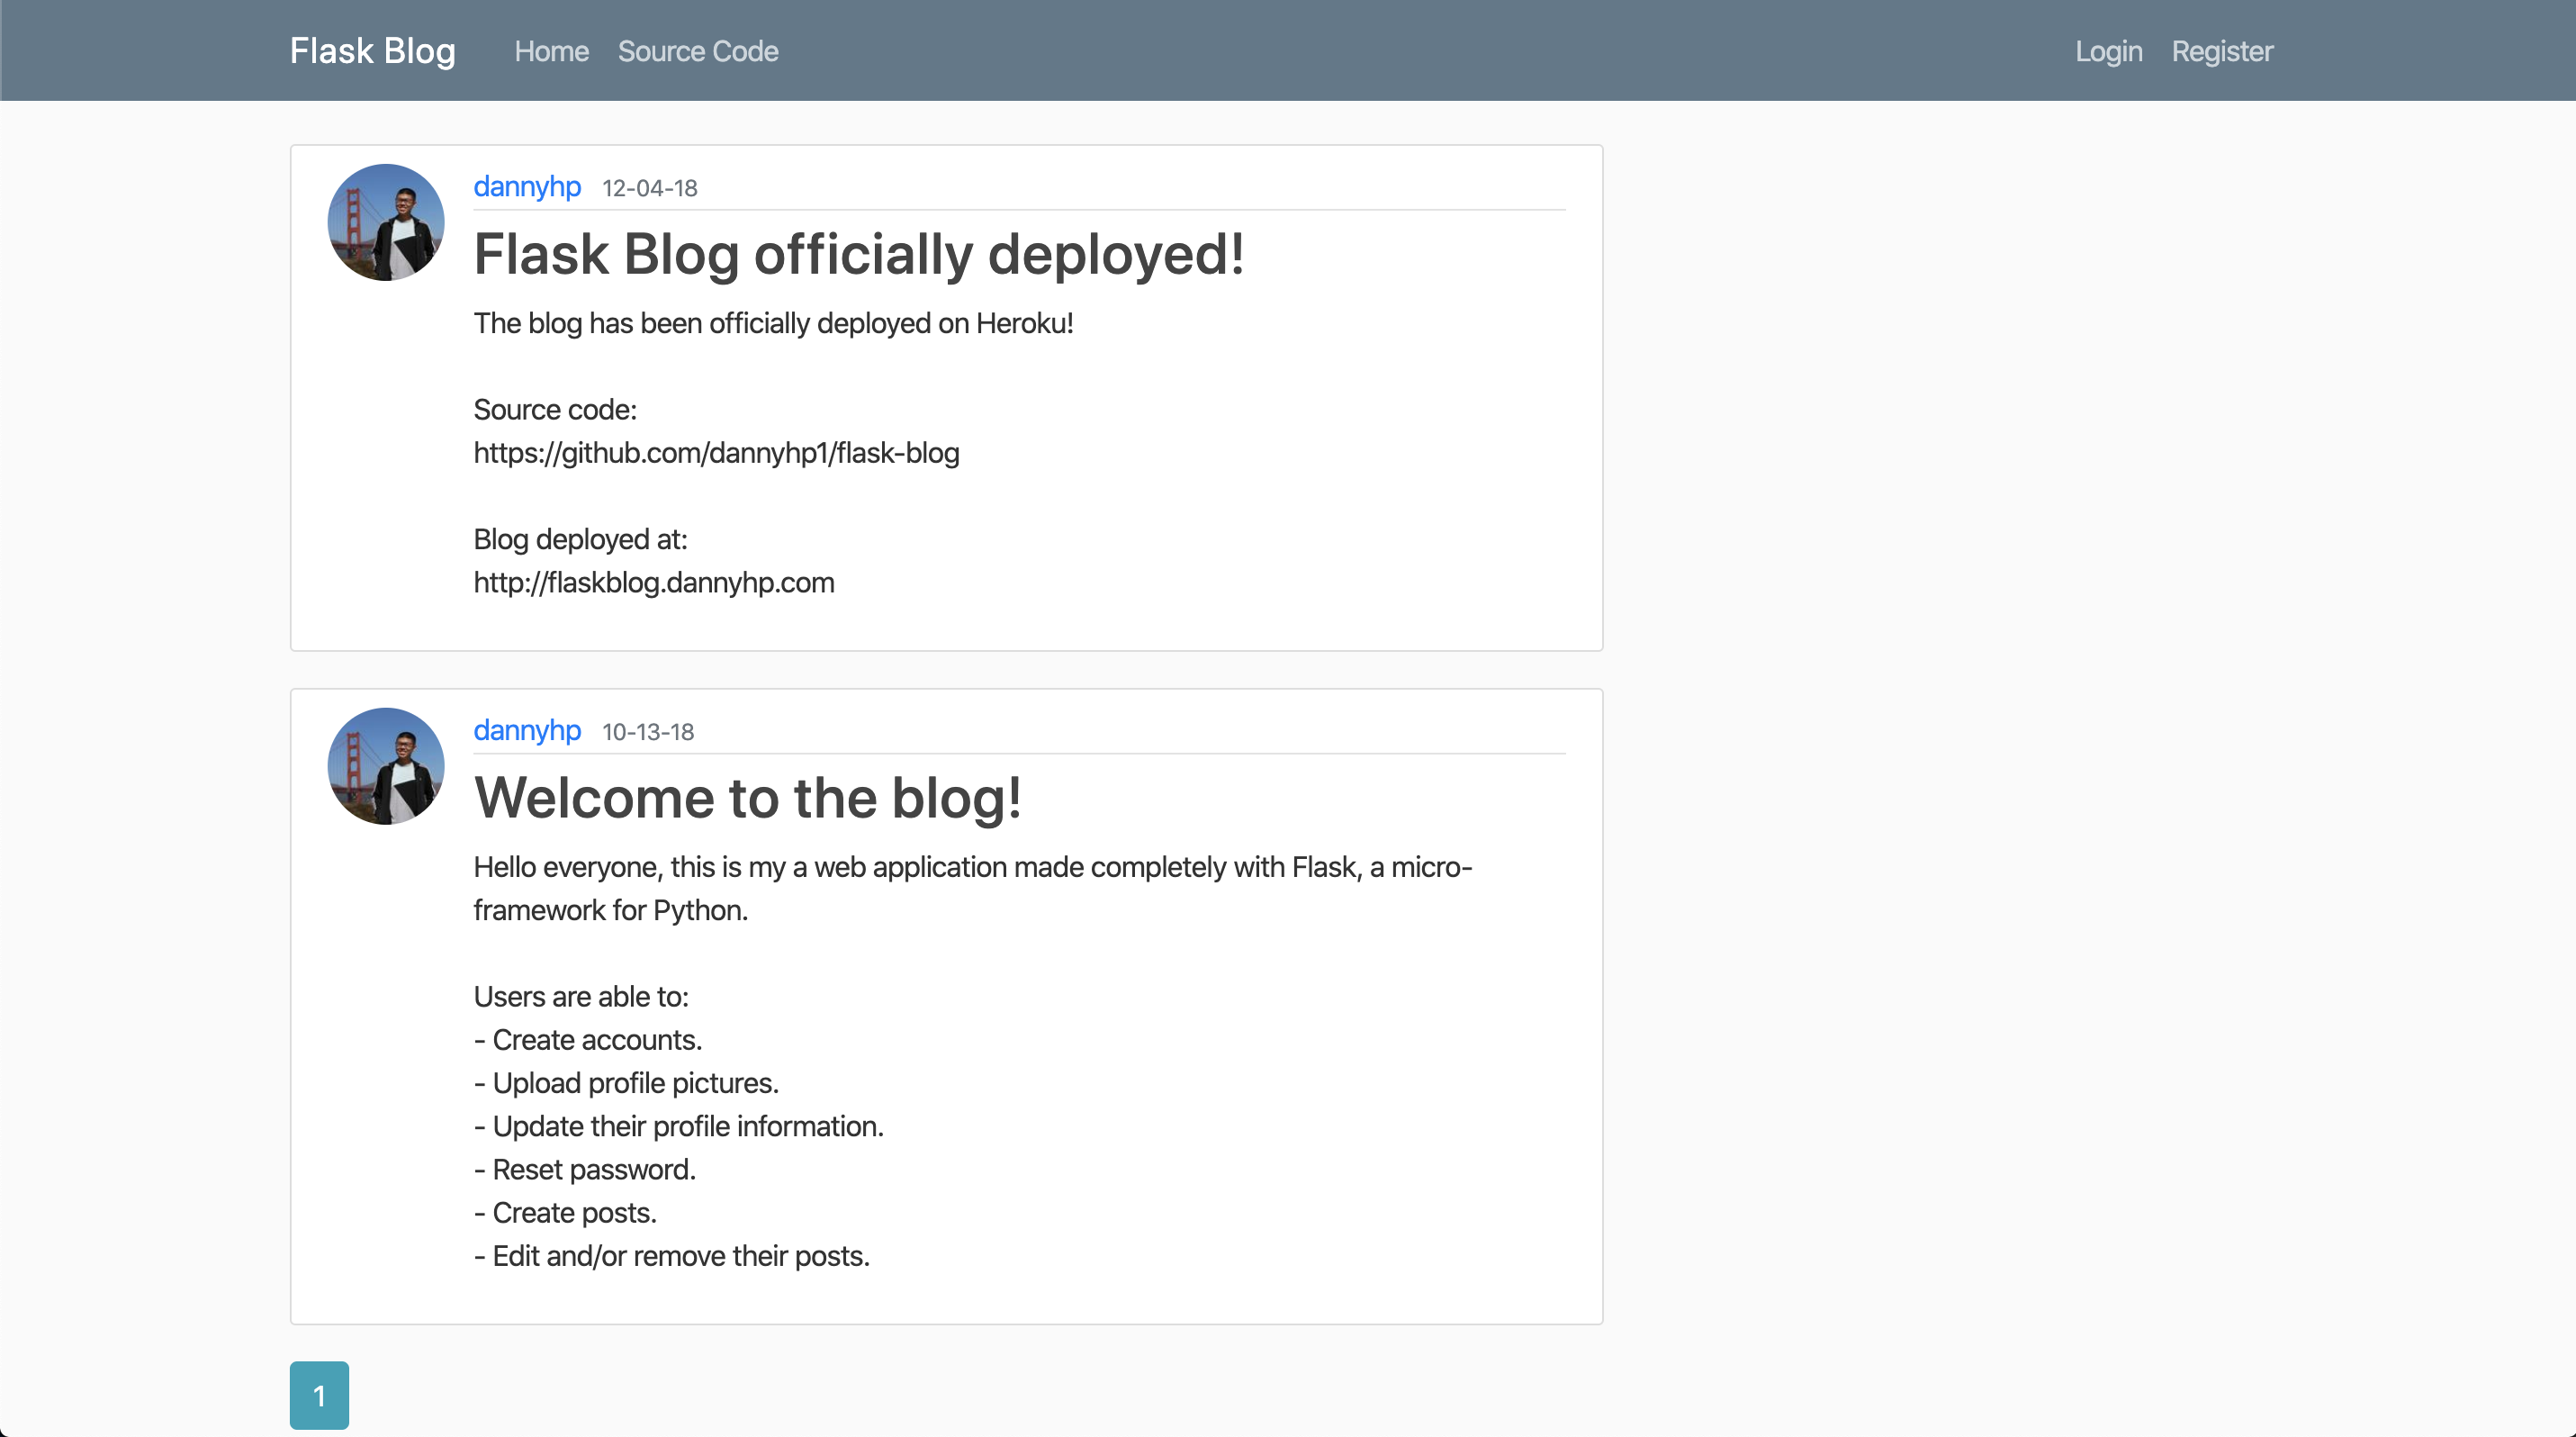 Flask Blog Home Source Code Login Register
dannyhp 12-04-18
Flask Blog officially deployed!
The blog has been officially deployed on Heroku!
Source code:
https://github.com/dannyhp1/flask-blog
Blog deployed at:
http://flaskblog.dannyhp.com
dannyhp 10-13-18
Welcome to the blog!
Hello everyone, this is my a web application made completely with Flask, a micro-
framework for Python.
Users are able to:
- Create accounts.
- Upload profile pictures.
- Update their profile information.
- Reset password.
- Create posts.
- Edit and/or remove their posts.
1